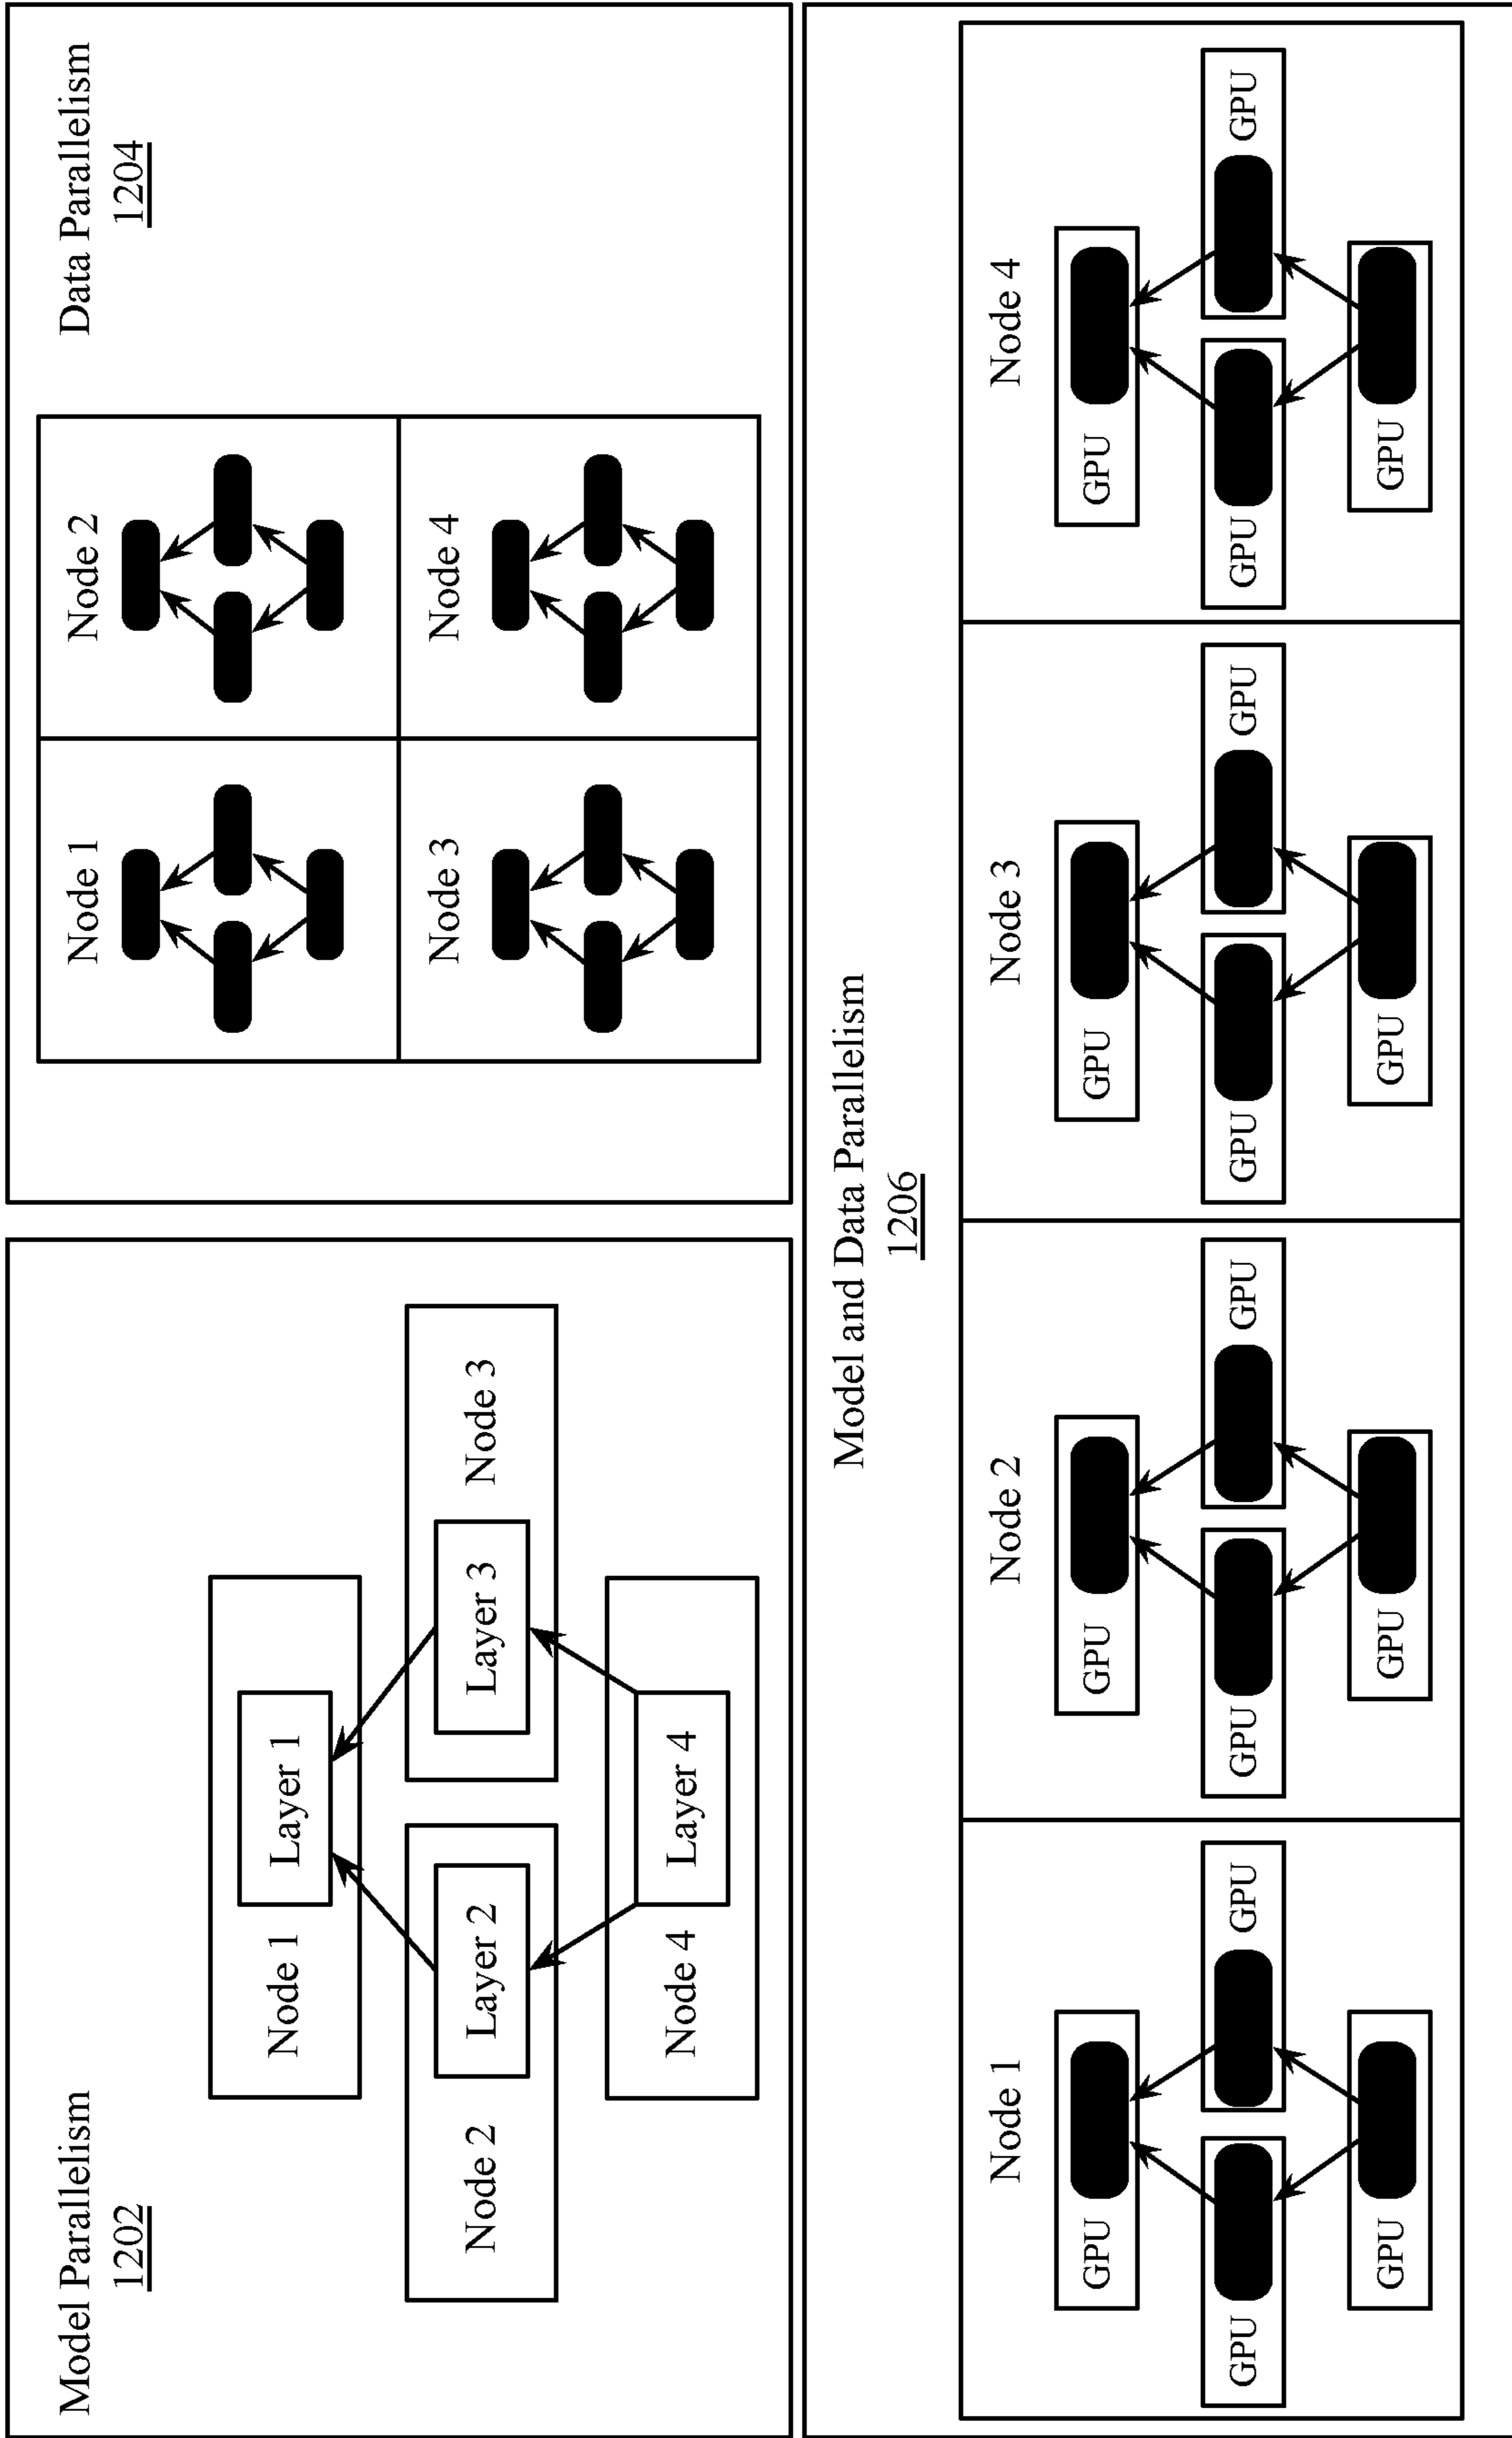 Model Parallelism
1202
Node 1
Layer 1
Node 2
Layer 2
Layer 3
Node 3
Node 4
Layer 4
Data Parallelism
1204
Node 1
Node 2
Node 3
Node 4
Model and Data Parallelism
1206
Node 1
GPU
GPU
GPU
GPU
Node 2
GPU
GPU
GPU
GPU
Node 3
GPU
GPU
GPU
GPU
Node 4
GPU
GPU
GPU
GPU